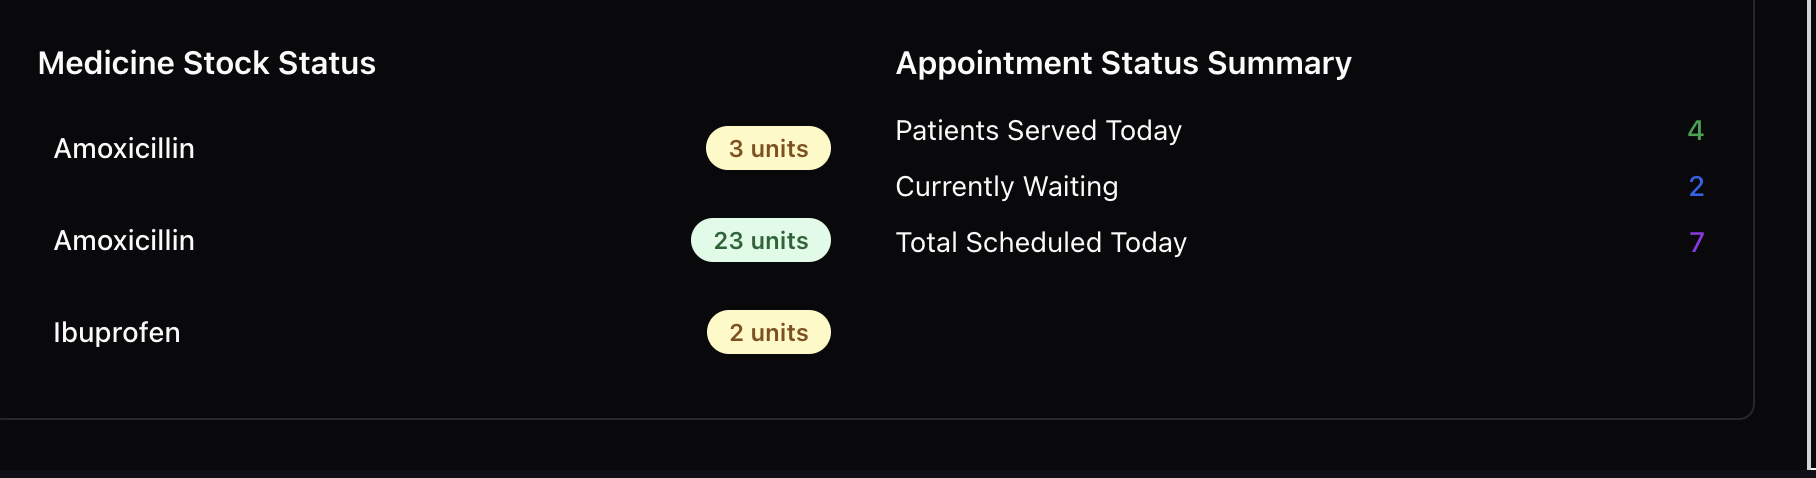 Medicine Stock Status
Amoxicillin 3 units
Amoxicillin 23 units
Ibuprofen 2 units
Appointment Status Summary
Patients Served Today 4
Currently Waiting 2
Total Scheduled Today 7